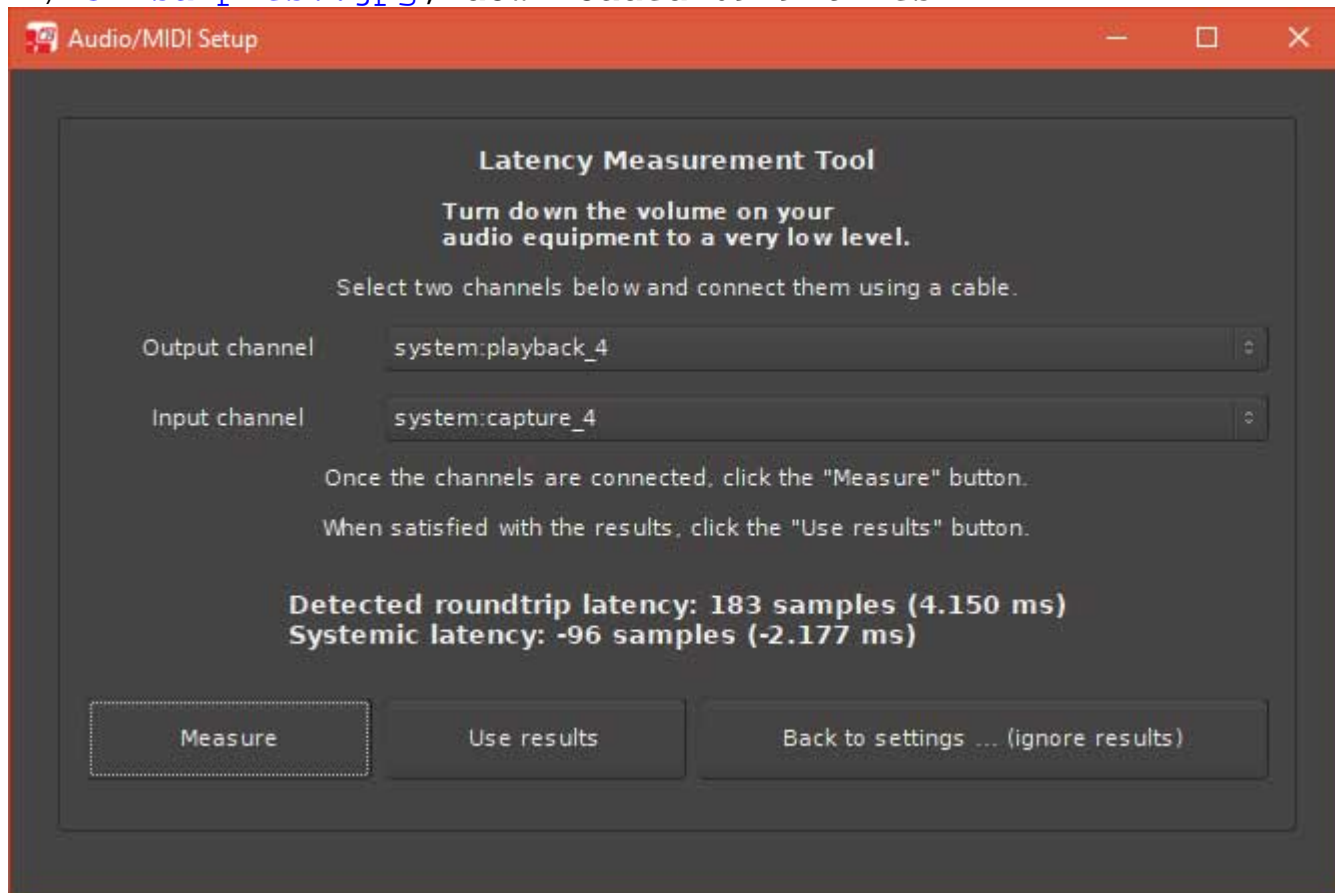 Audio/MIDI Setup
Latency Measurement Tool
Turn down the volume on your
audio equipment to a very low level.
Select two channels below and connect them using a cable.
Output channel system:playback_4
Input channel system:capture_4
Once the channels are connected, click the "Measure" button.
When satisfied with the results, click the "Use results" button.
Detected roundtrip latency: 183 samples (4.150 ms)
Systemic latency: -96 samples (-2.177 ms)
Measure Use results Back to settings ... (ignore results)